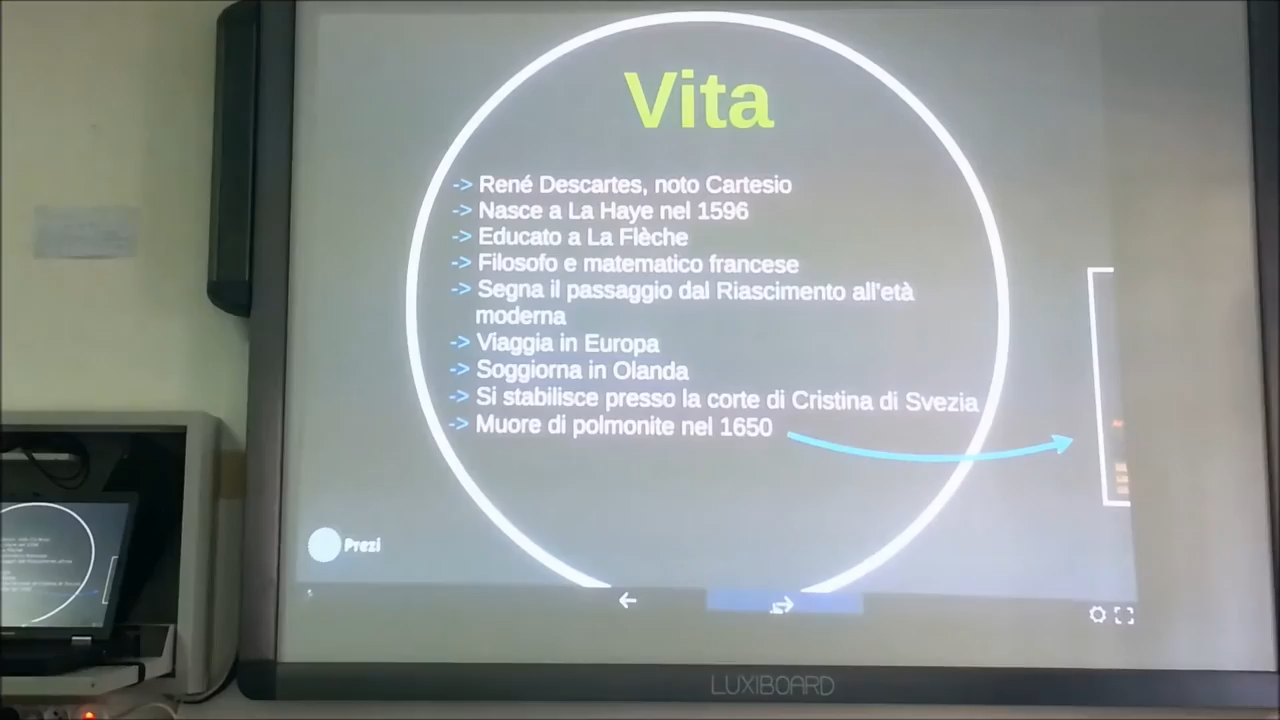 Vita
-> René Descartes, noto Cartesio
-> Nasce a La Haye nel 1596
-> Educato a La Flèche
-> Filosofo e matematico francese
-> Segna il passaggio dal Riascimento all'età
moderna
-> Viaggia in Europa
-> Soggiorna in Olanda
-> Si stabilisce presso la corte di Cristina di Svezia
-> Muore di polmonite nel 1650
Prezi
LUXIBOARD